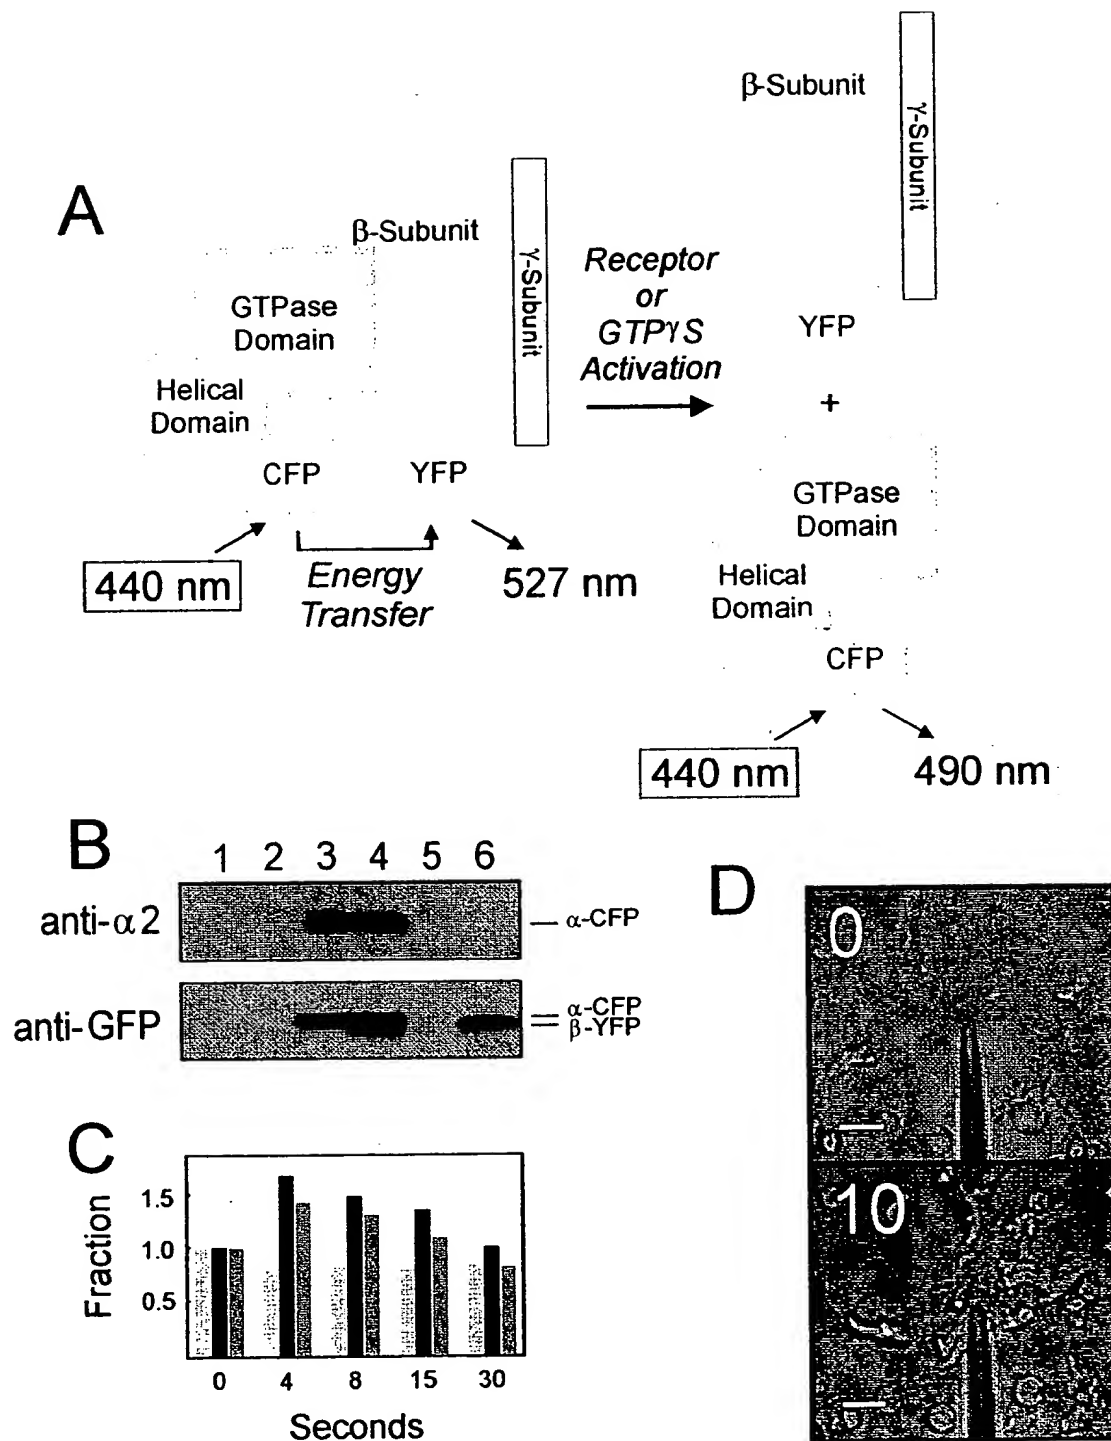 A
β-Subunit
γ-Subunit
GTPase
Domain
Helical
Domain
CFP
YFP
440 nm
Energy
Transfer
527 nm
Receptor
or
GTPγS
Activation
β-Subunit
γ-Subunit
YFP
+
GTPase
Domain
Helical
Domain
CFP
440 nm
490 nm
B
1 2 3 4 5 6
anti-α2
α-CFP
anti-GFP
α-CFP
β-YFP
C
Fraction
1.5
1.0
0.5
0 4 8 15 30
Seconds
D
0
10